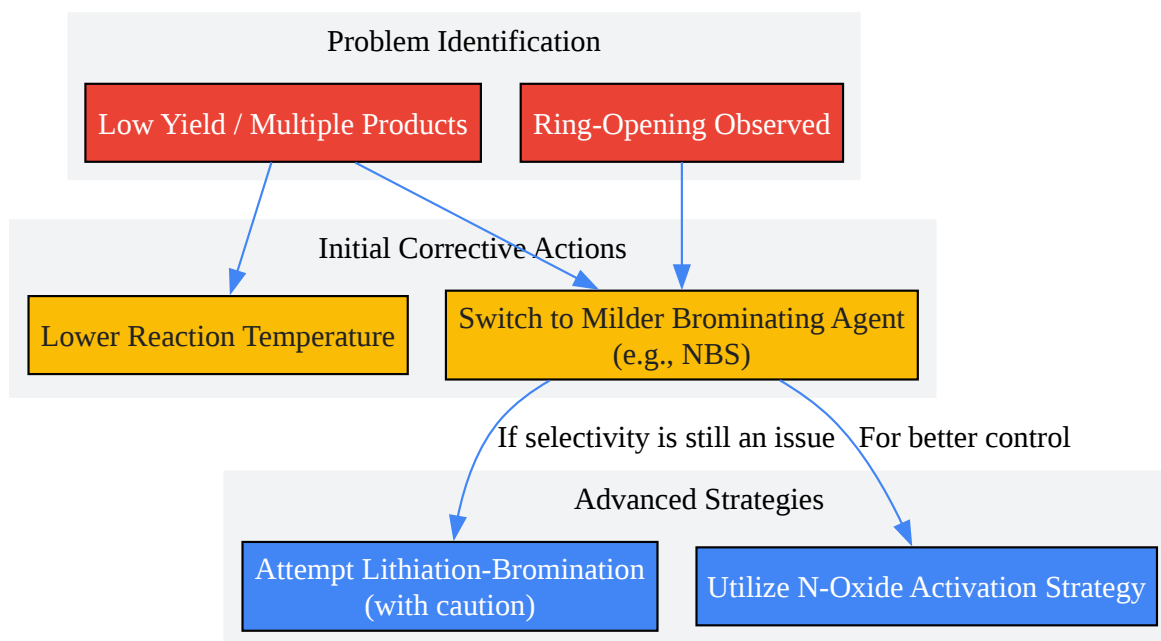 Problem Identification
Low Yield / Multiple Products
Ring-Opening Observed
Initial Corrective Actions
Lower Reaction Temperature
Switch to Milder Brominating Agent
(e.g., NBS)
If selectivity is still an issue
For better control
Advanced Strategies
Attempt Lithiation-Bromination
(with caution)
Utilize N-Oxide Activation Strategy